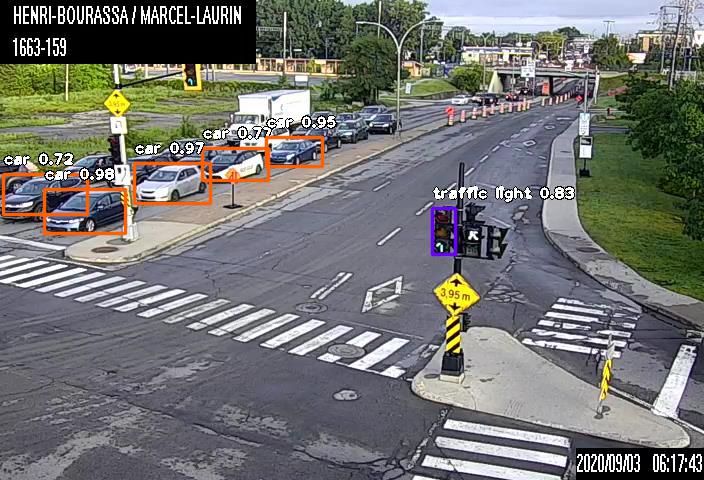 HENRI-BOURASSA / MARCEL-LAURIN
1663-159
car 0.95
car 0.77
car 0.97
car 0.72
car 0.98
traffic light 0.83
3,95 m
2020/09/03 06:17:43